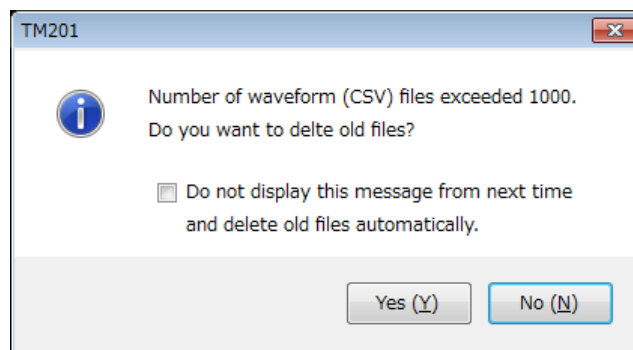 TM201
Number of waveform (CSV) files exceeded 1000.
Do you want to delte old files?
Do not display this message from next time
and delete old files automatically.
Yes (Y)
No (N)